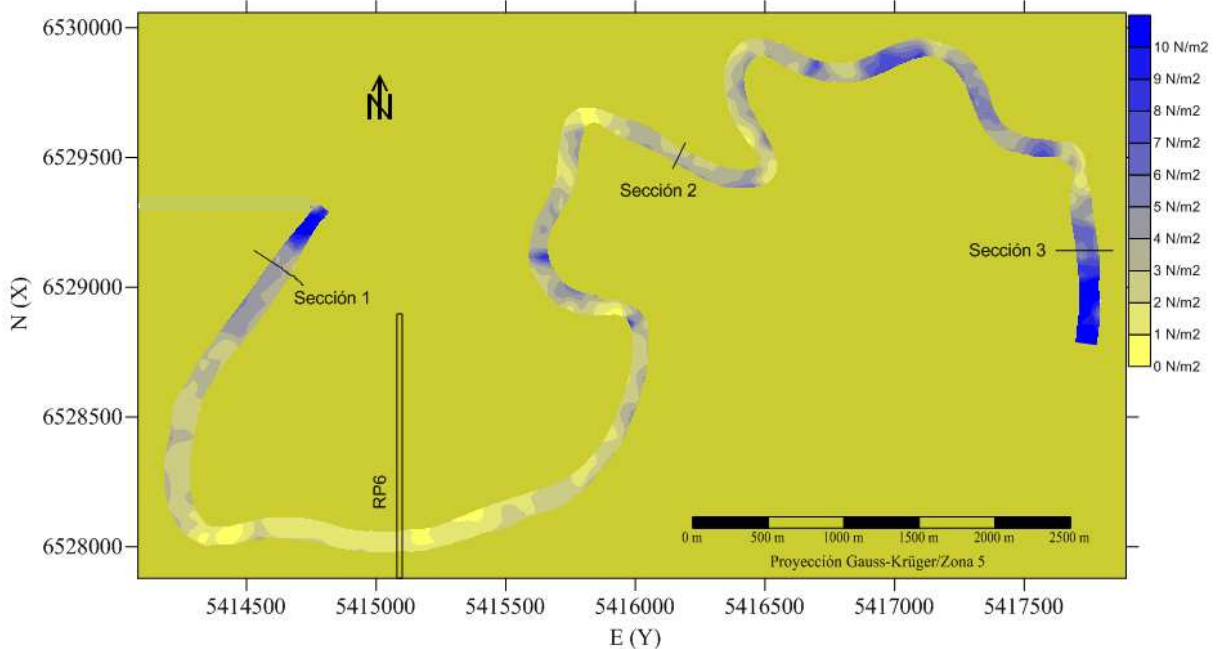 6530000
6529500
6529000
6528500
6528000
N (X)
N
Sección 1
Sección 2
Sección 3
RP6
10 N/m2
9 N/m2
8 N/m2
7 N/m2
6 N/m2
5 N/m2
4 N/m2
3 N/m2
2 N/m2
1 N/m2
0 N/m2
0 m 500 m 1000 m 1500 m 2000 m 2500 m
Proyección Gauss-Krüger/Zona 5
5414500 5415000 5415500 5416000 5416500 5417000 5417500
E (Y)